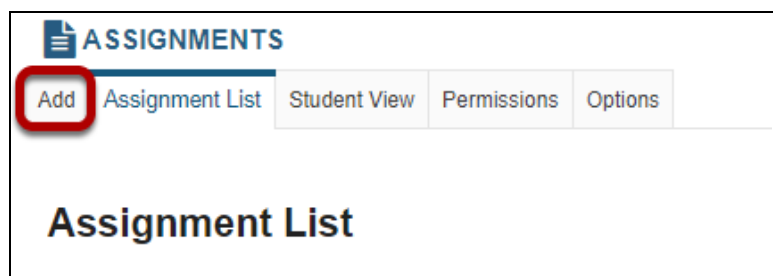 ASSIGNMENTS
Add Assignment List Student View Permissions Options
Assignment List